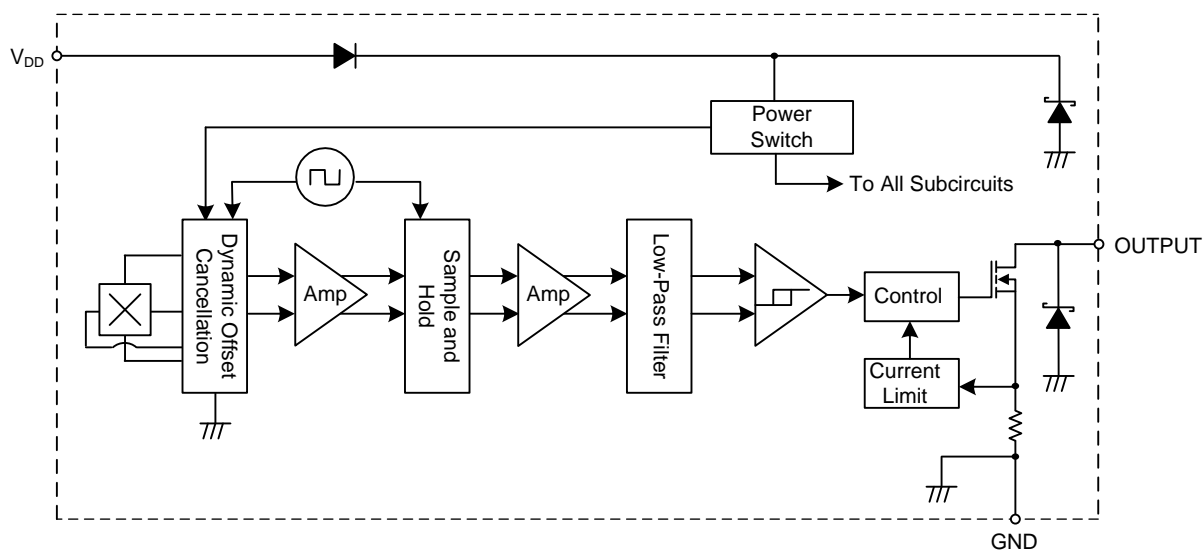 V_DD
Power
Switch
To All Subcircuits
Dynamic Offset
Cancellation
Amp
Sample and
Hold
Amp
Low-Pass Filter
Control
Current
Limit
OUTPUT
GND